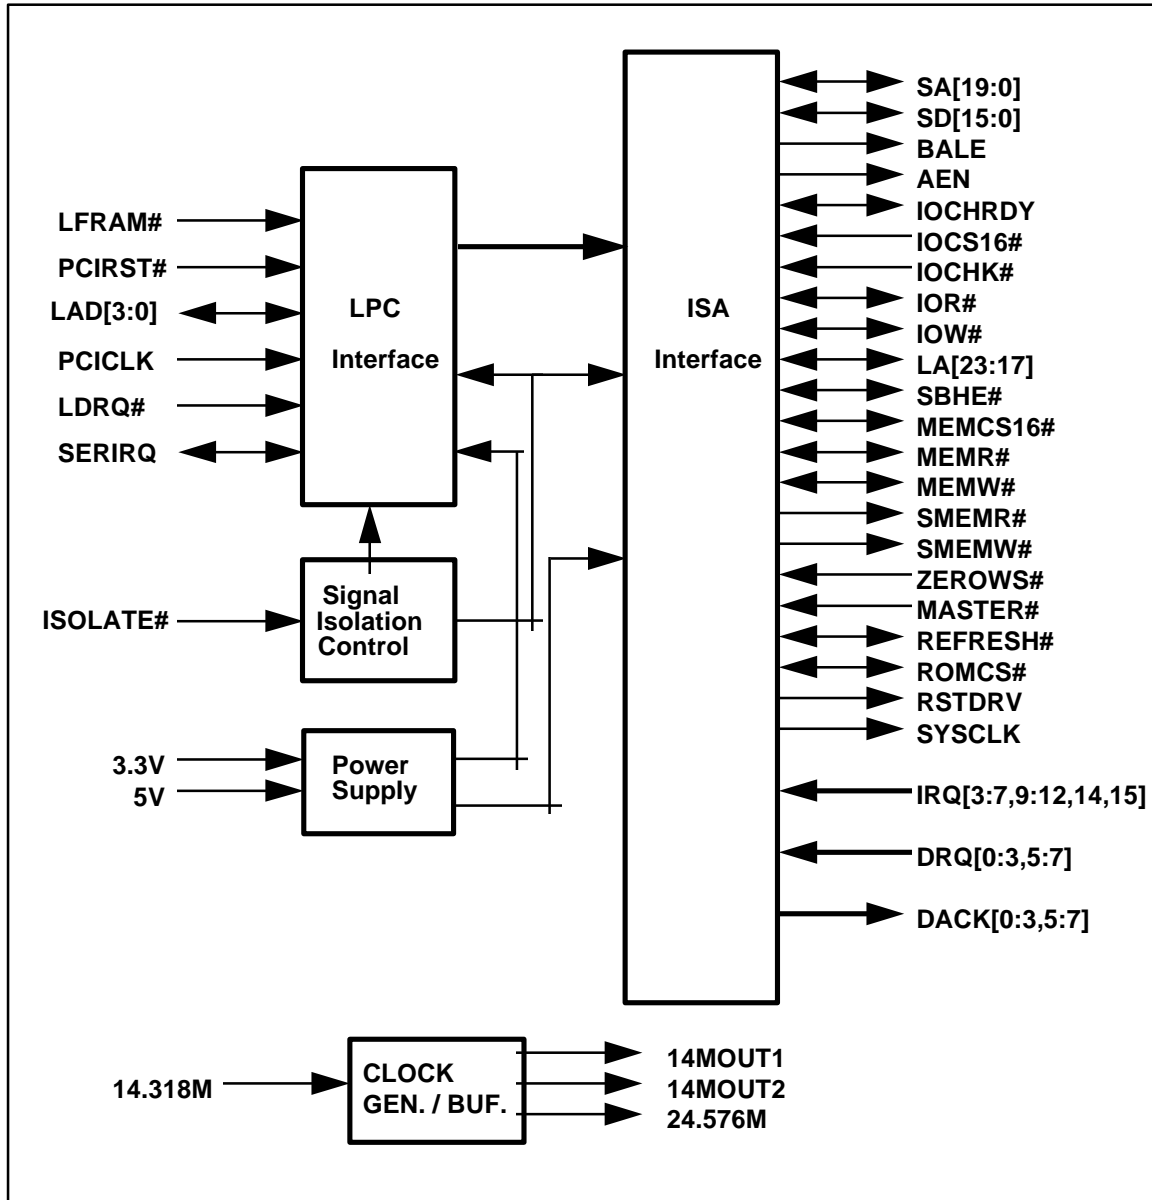 LFRAM#
PCIRST#
LAD[3:0]
PCICLK
LDRQ#
SERIRQ
LPC
Interface
ISOLATE#
Signal
Isolation
Control
3.3V
5V
Power
Supply
ISA
Interface
SA[19:0]
SD[15:0]
BALE
AEN
IOCHRDY
IOCS16#
IOCHK#
IOR#
IOW#
LA[23:17]
SBHE#
MEMCS16#
MEMR#
MEMW#
SMEMR#
SMEMW#
ZEROWS#
MASTER#
REFRESH#
ROMCS#
RSTDRV
SYSCLK
IRQ[3:7,9:12,14,15]
DRQ[0:3,5:7]
DACK[0:3,5:7]
14.318M
CLOCK
GEN. / BUF.
14MOUT1
14MOUT2
24.576M